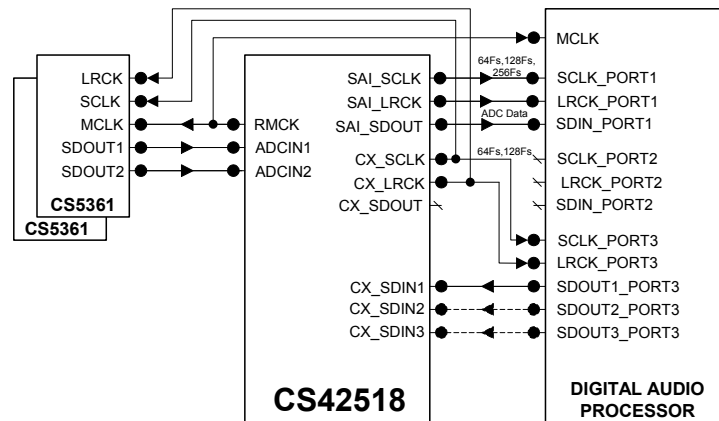 LRCK
SCLK
MCLK
SDOUT1
SDOUT2
CS5361
CS5361
RMCK
ADCIN1
ADCIN2
SAI_SCLK
SAI_LRCK
SAI_SDOUT
CX_SCLK
CX_LRCK
CX_SDOUT
CX_SDIN1
CX_SDIN2
CX_SDIN3
CS42518
64Fs,128Fs,
256Fs
ADC Data
64Fs,128Fs
MCLK
SCLK_PORT1
LRCK_PORT1
SDIN_PORT1
SCLK_PORT2
LRCK_PORT2
SDIN_PORT2
SCLK_PORT3
LRCK_PORT3
SDOUT1_PORT3
SDOUT2_PORT3
SDOUT3_PORT3
DIGITAL AUDIO
PROCESSOR